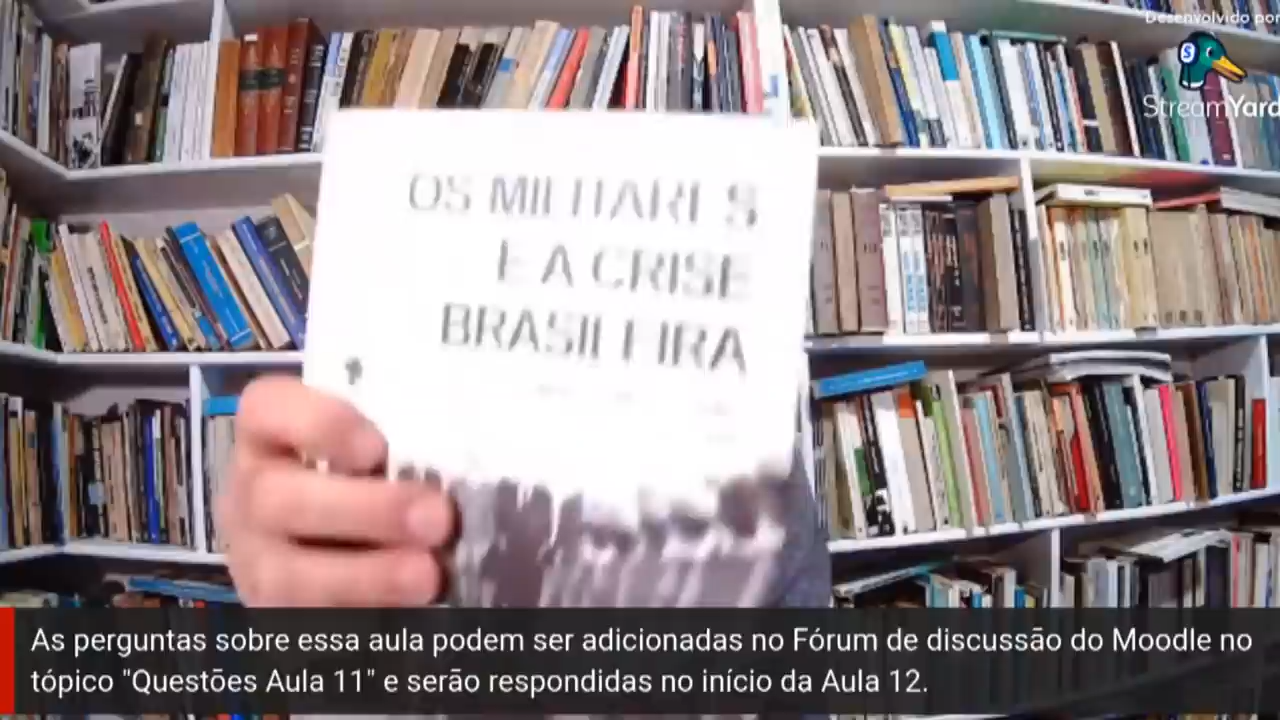 Desenvolvido por
StreamYard
OS MILITARES
E A CRISE
BRASILEIRA
As perguntas sobre essa aula podem ser adicionadas no Fórum de discussão do Moodle no
tópico "Questões Aula 11" e serão respondidas no início da Aula 12.